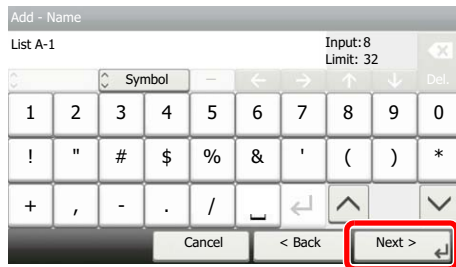 Add - Name
List A-1
Input: 8
Limit: 32
Symbol
Del.
1 2 3 4 5 6 7 8 9 0
! " # $ % & ' ( ) *
+ , - . /
Cancel < Back Next >